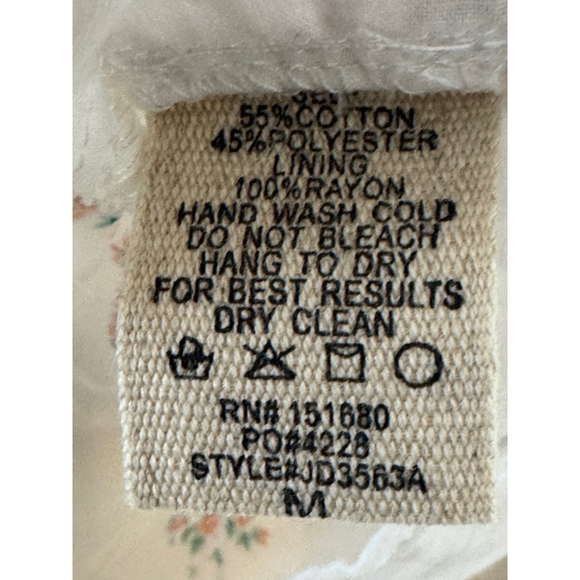 SELF
55%COTTON
45%POLYESTER
LINING
100%RAYON
HAND WASH COLD
DO NOT BLEACH
HANG TO DRY
FOR BEST RESULTS
DRY CLEAN
RN# 151680
PO#4228
STYLE#JD3563A
M